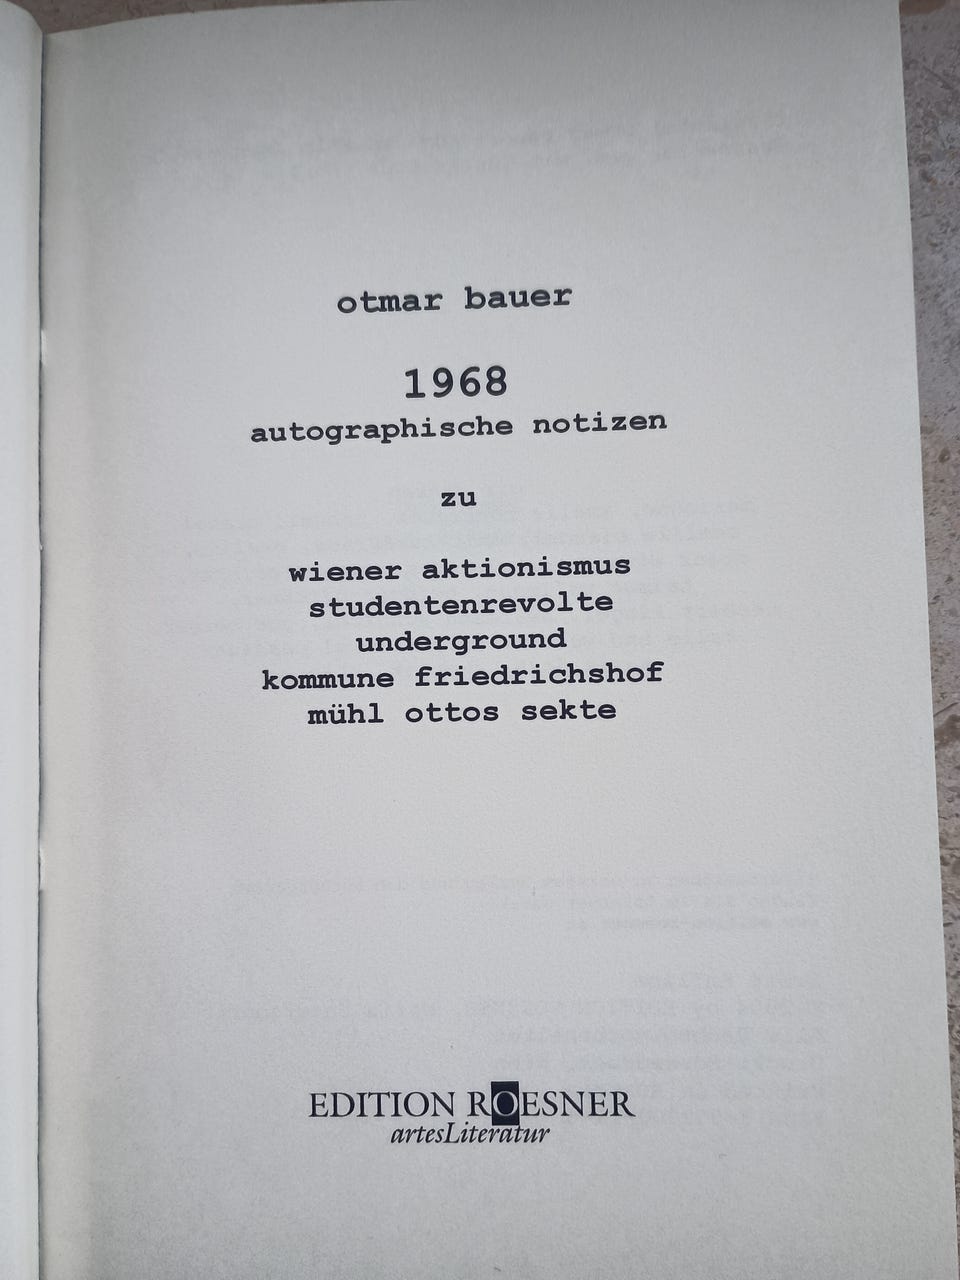 otmar bauer
1968
autographische notizen
zu
wiener aktionismus
studentenrevolte
underground
kommune friedrichshof
mühl ottos sekte
EDITION ROESNER
artesLiteratur